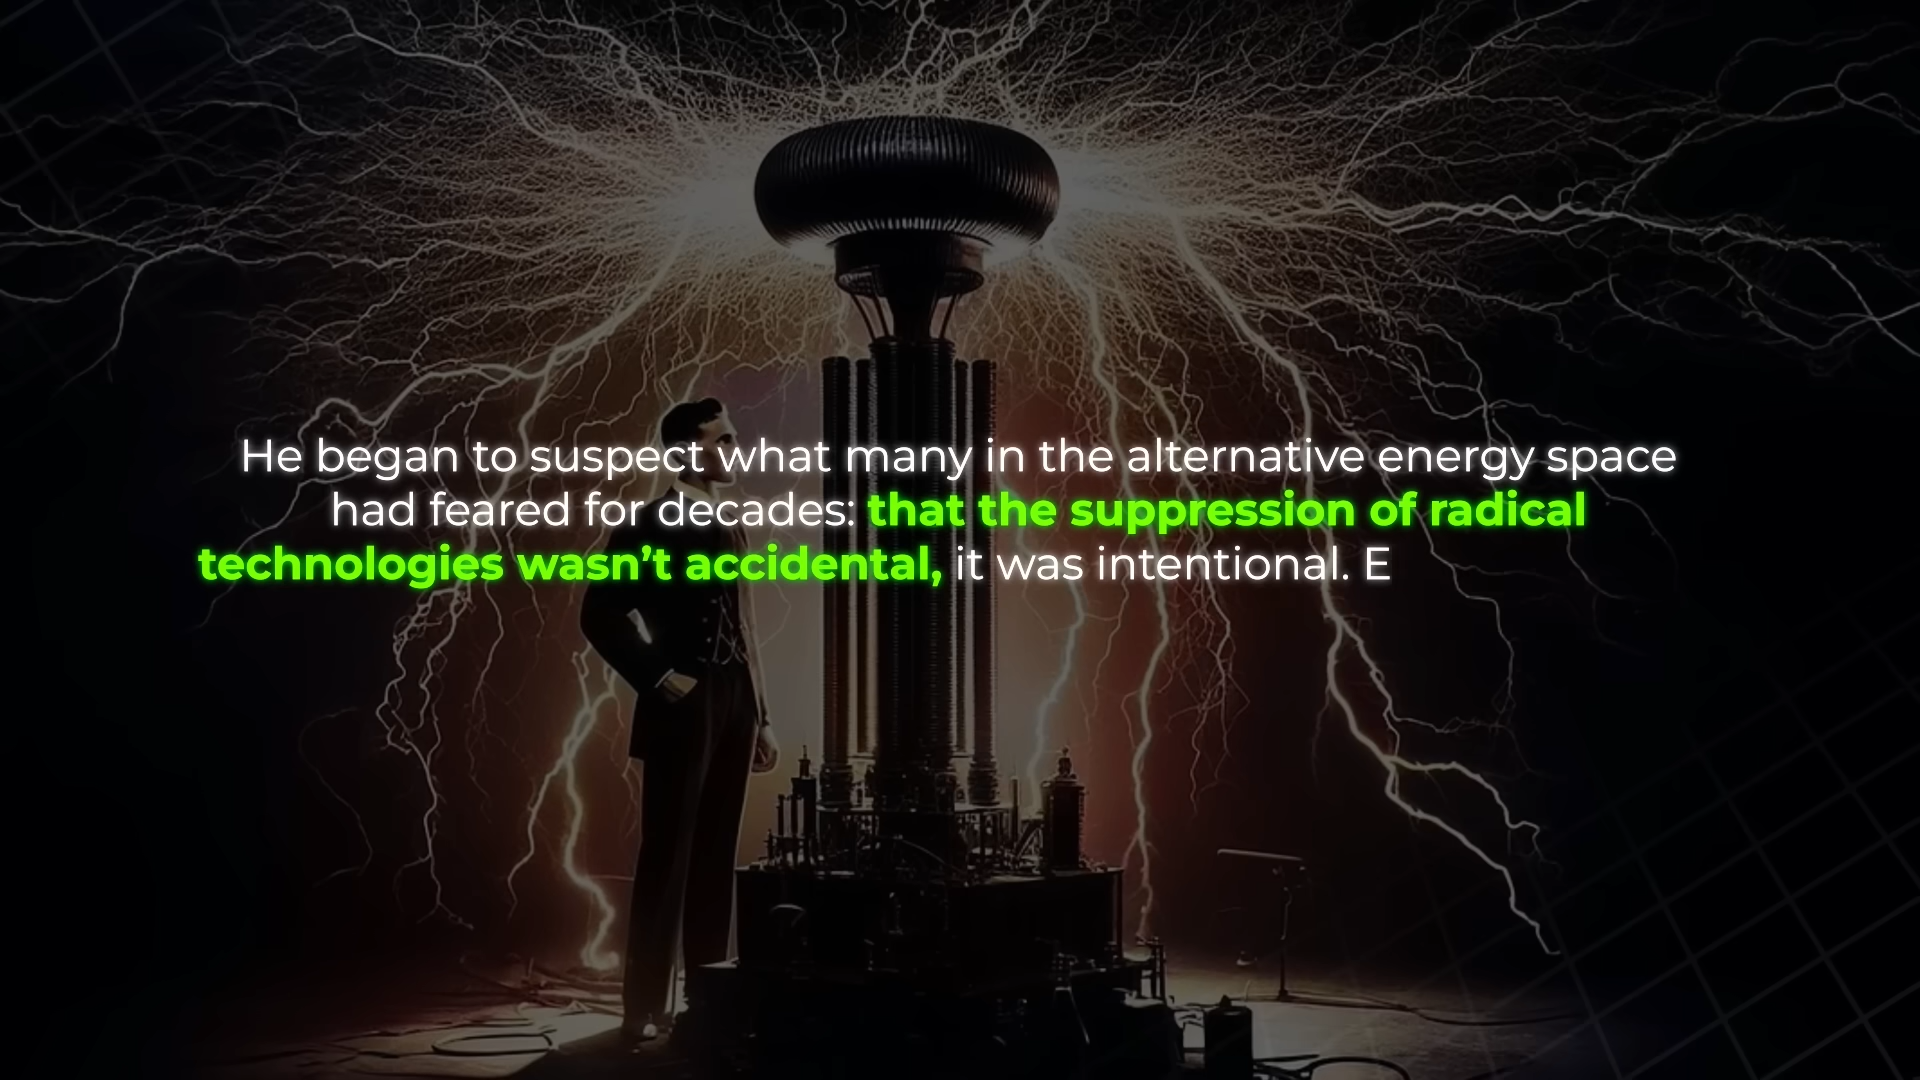 He began to suspect what many in the alternative energy space
had feared for decades: that the suppression of radical
technologies wasn’t accidental, it was intentional. E